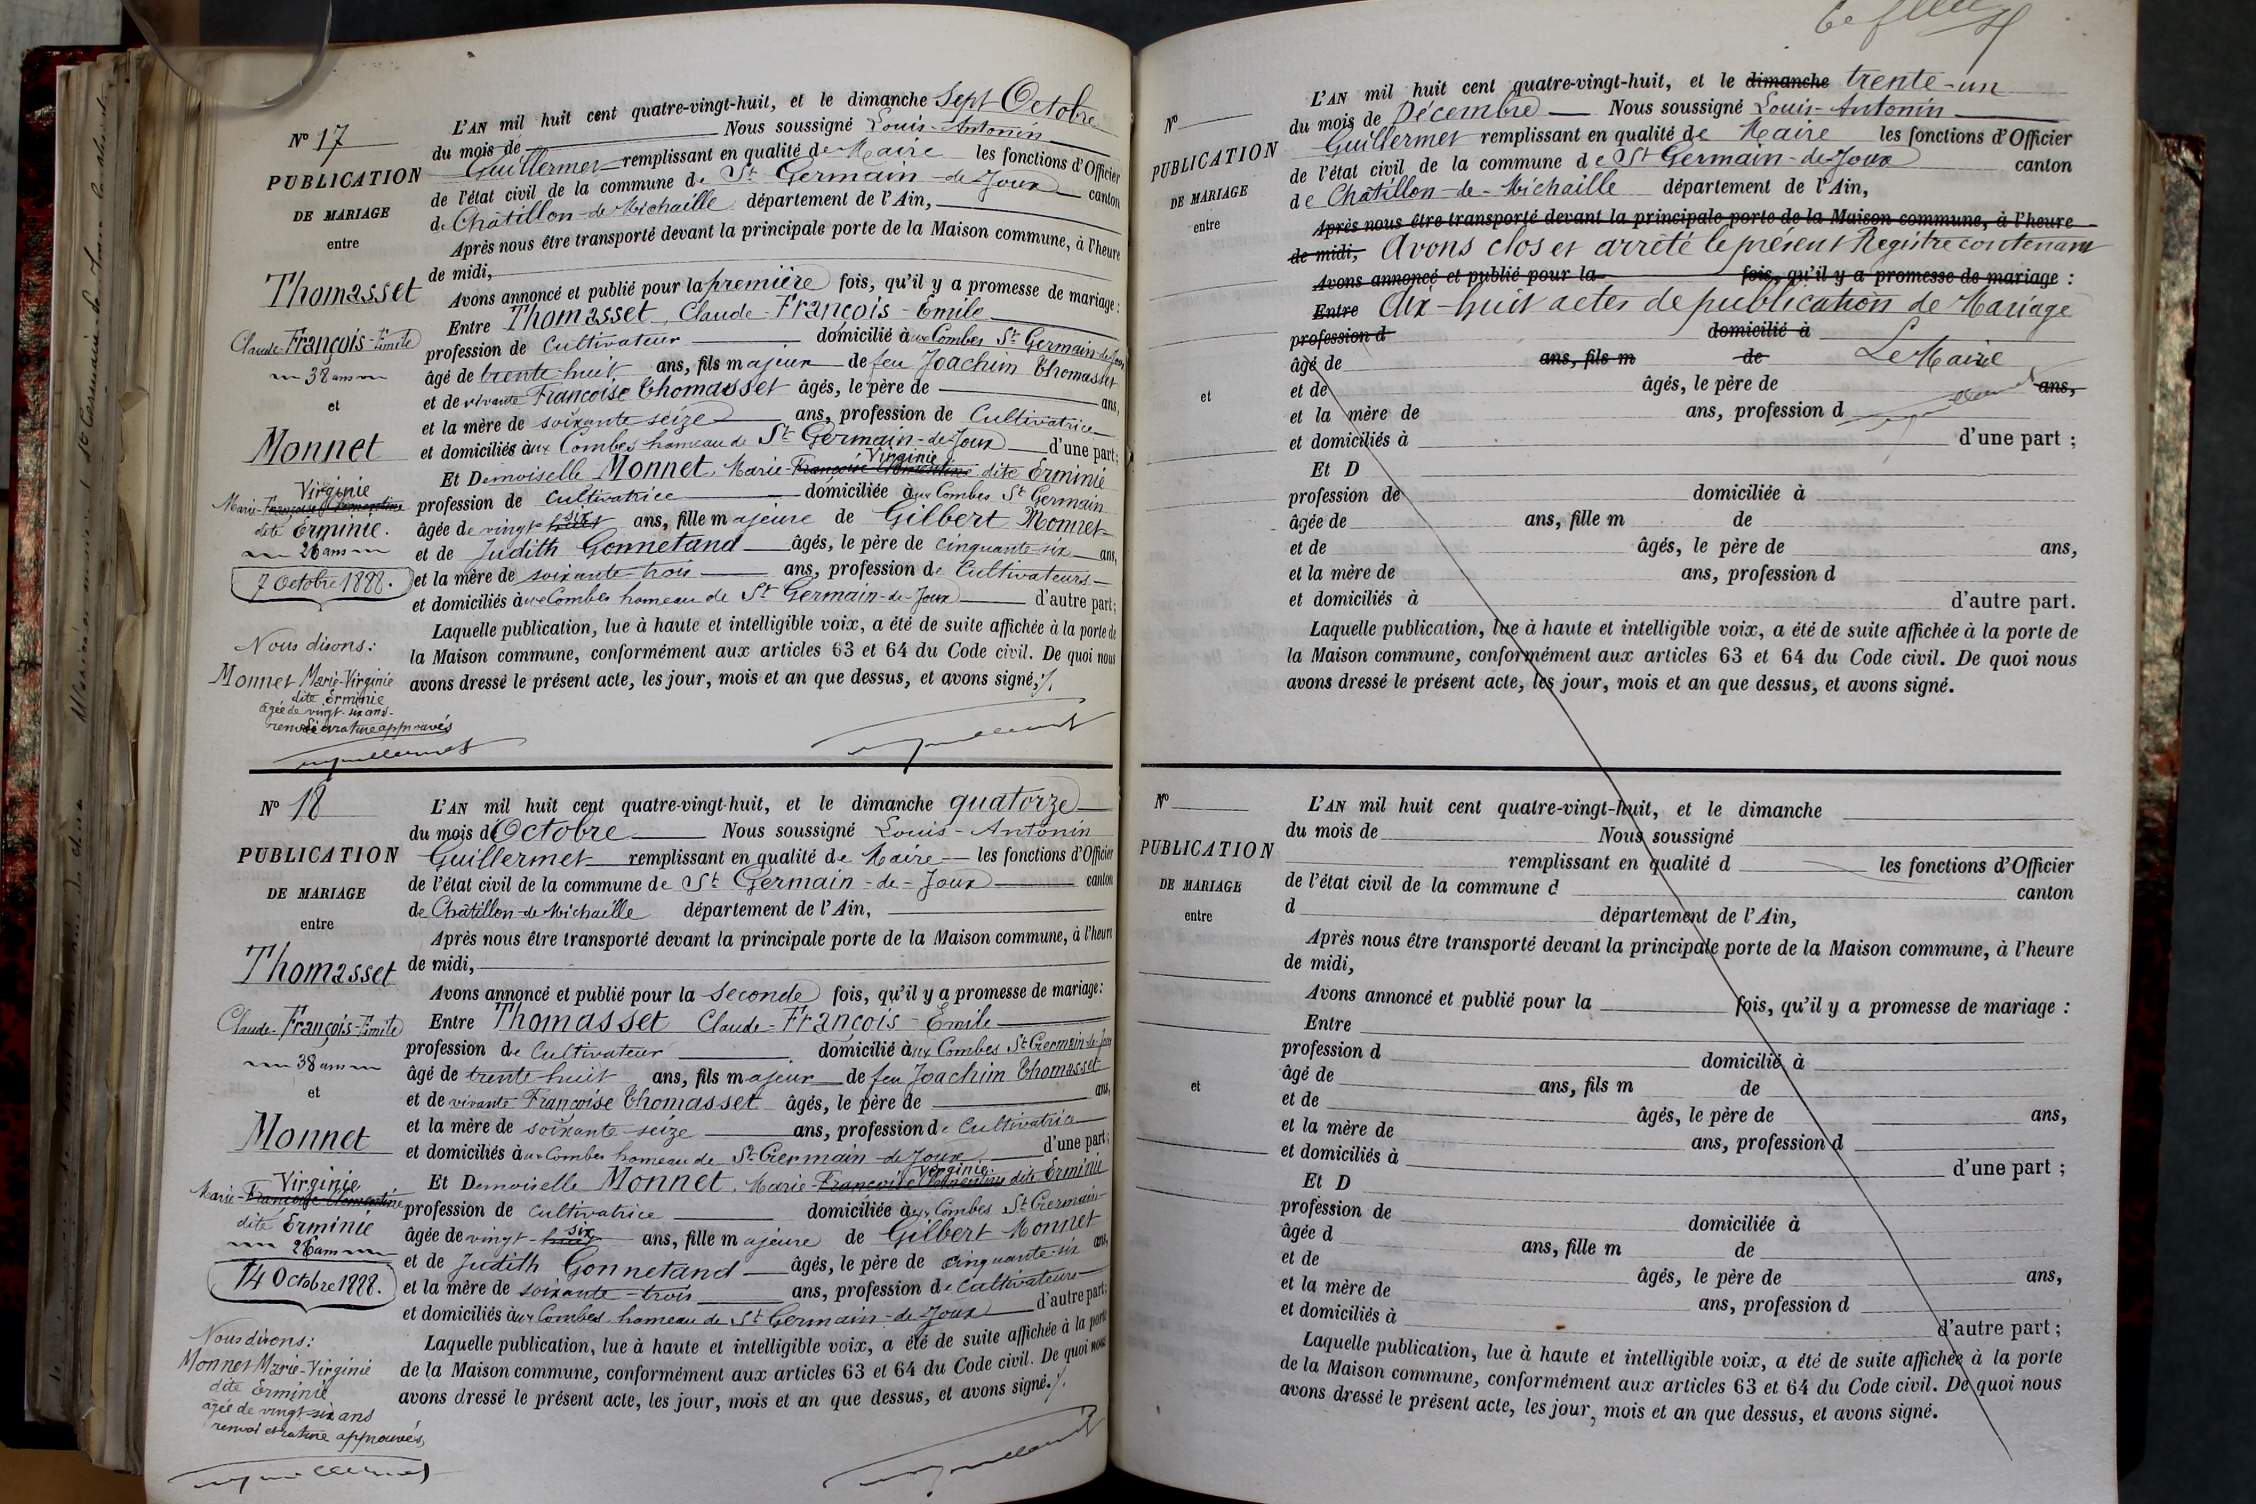 N° 17
PUBLICATION
DE MARIAGE
entre
Thomasset
Claude-François-Emile
38 ans
et
Monnet
Virginie
Marie-Françoise Clémentine
dite Erminie.
26 ans
7 Octobre 1888.
Nous disons:
Monnet Marie-Virginie
dite Erminie
agée de vingt-six ans
renvoi et rature approuvés
L'AN mil huit cent quatre-vingt-huit, et le dimanche Sept Octobre
du mois de Nous soussigné Louis-Antonin
Guillermet remplissant en qualité de Maire les fonctions d'Officier
de l'état civil de la commune de St Germain-de-Joux canton
de Châtillon-de-Michaille département de l'Ain,
Après nous être transporté devant la principale porte de la Maison commune, à l'heure
de midi,
Avons annoncé et publié pour la première fois, qu'il y a promesse de mariage:
Entre Thomasset, Claude-François-Emile
profession de Cultivateur domicilié aux Combes St Germain-de-Joux
âgé de trente-huit ans, fils majeur de feu Joachim Thomasset
et de vivante Françoise Thomasset âgés, le père de ans,
et la mère de soixante seize ans, profession de Cultivatrice
et domiciliés aux Combes hameau de St Germain-de-Joux d'une part;
Virginie
Et Demoiselle Monnet, Marie-Françoise Clémentine dite Erminie
profession de Cultivatrice domiciliée aux Combes St Germain
six
âgée de vingt-huit ans, fille majeure de Gilbert Monnet
et de Judith Gonnetand âgés, le père de cinquante-six ans,
et la mère de soixante-trois ans, profession de Cultivateurs
et domiciliés aux Combes hameau de St Germain-de-Joux d'autre part;
Laquelle publication, lue à haute et intelligible voix, a été de suite affichée à la porte de
la Maison commune, conformément aux articles 63 et 64 du Code civil. De quoi nous
avons dressé le présent acte, les jour, mois et an que dessus, et avons signé,
N° 18
PUBLICATION
DE MARIAGE
entre
Thomasset
Claude-François-Emile
38 ans
et
Monnet
Virginie
Marie-Françoise Clémentine
dite Erminie
26 ans
14 Octobre 1888.
Nous disons:
Monnet Marie-Virginie
dite Erminie
agée de vingt-six ans
renvoi et rature approuvés,
L'AN mil huit cent quatre-vingt-huit, et le dimanche quatorze
du mois d'Octobre Nous soussigné Louis-Antonin
Guillermet remplissant en qualité de Maire les fonctions d'Officier
de l'état civil de la commune de St Germain-de-Joux canton
de Châtillon-de-Michaille département de l'Ain,
Après nous être transporté devant la principale porte de la Maison commune, à l'heure
de midi,
Avons annoncé et publié pour la seconde fois, qu'il y a promesse de mariage:
Entre Thomasset Claude-François-Emile
profession de Cultivateur domicilié aux Combes St Germain-de-Joux
âgé de trente-huit ans, fils majeur de feu Joachim Thomasset
et de vivante Françoise Thomasset âgés, le père de ans,
et la mère de soixante-seize ans, profession de Cultivatrice
et domiciliés aux Combes hameau de St Germain-de-Joux d'une part;
Virginie
Et Demoiselle Monnet, Marie-Françoise Clémentine dite Erminie
profession de Cultivatrice domiciliée aux Combes St Germain
six
âgée de vingt-huit ans, fille majeure de Gilbert Monnet
et de Judith Gonnetand âgés, le père de cinquante-six ans,
et la mère de soixante-trois ans, profession de Cultivateurs
et domiciliés aux Combes hameau de St Germain-de-Joux d'autre part;
Laquelle publication, lue à haute et intelligible voix, a été de suite affichée à la porte
de la Maison commune, conformément aux articles 63 et 64 du Code civil. De quoi nous
avons dressé le présent acte, les jour, mois et an que dessus, et avons signé.
N°
PUBLICATION
DE MARIAGE
entre
et
L'AN mil huit cent quatre-vingt-huit, et le dimanche trente-un
du mois de Décembre Nous soussigné Louis-Antonin
Guillermet remplissant en qualité de Maire les fonctions d'Officier
de l'état civil de la commune de St Germain-de-Joux canton
de Châtillon-de-Michaille département de l'Ain,
Après nous être transporté devant la principale porte de la Maison commune, à l'heure
de midi, Avons clos et arrêté le présent Registre contenant
Avons annoncé et publié pour la fois, qu'il y a promesse de mariage :
Entre dix-huit actes de publication de Mariage
profession d domicilié à
âgé de ans, fils m de Le Maire
et de âgés, le père de ans,
et la mère de ans, profession d
et domiciliés à d'une part ;
Et D
profession de domiciliée à
âgée de ans, fille m de
et de âgés, le père de ans,
et la mère de ans, profession d
et domiciliés à d'autre part.
Laquelle publication, lue à haute et intelligible voix, a été de suite affichée à la porte de
la Maison commune, conformément aux articles 63 et 64 du Code civil. De quoi nous
avons dressé le présent acte, les jour, mois et an que dessus, et avons signé.
N°
PUBLICATION
DE MARIAGE
entre
et
L'AN mil huit cent quatre-vingt-huit, et le dimanche
du mois de Nous soussigné
remplissant en qualité d les fonctions d'Officier
de l'état civil de la commune d canton
d département de l'Ain,
Après nous être transporté devant la principale porte de la Maison commune, à l'heure
de midi,
Avons annoncé et publié pour la fois, qu'il y a promesse de mariage :
Entre
profession d domicilié à
âgé de ans, fils m de
et de âgés, le père de ans,
et la mère de ans, profession d
et domiciliés à d'une part ;
Et D
profession de domiciliée à
âgée d ans, fille m de
et de âgés, le père de ans,
et la mère de ans, profession d
et domiciliés à d'autre part ;
Laquelle publication, lue à haute et intelligible voix, a été de suite affichée à la porte
de la Maison commune, conformément aux articles 63 et 64 du Code civil. De quoi nous
avons dressé le présent acte, les jour, mois et an que dessus, et avons signé.